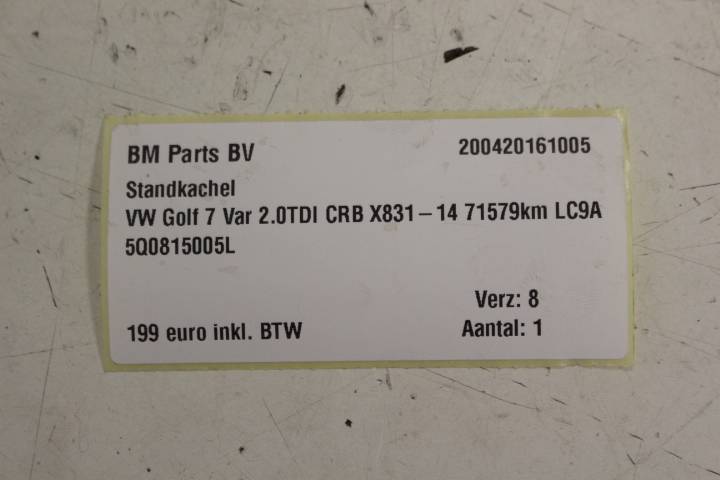 BM Parts BV 200420161005
Standkachel
VW Golf 7 Var 2.0TDI CRB X831-14 71579km LC9A
5Q0815005L
Verz: 8
199 euro inkl. BTW Aantal: 1